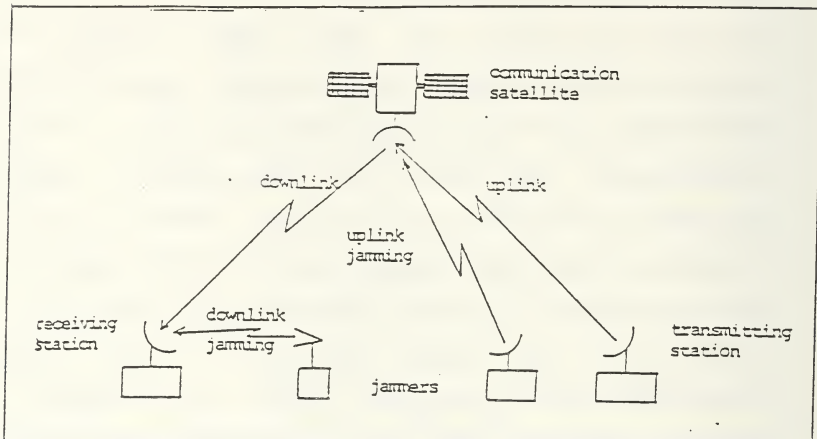 communication
satellite
downlink
uplink
uplink
jamming
receiving
station
downlink
jamming
jammers
transmitting
station